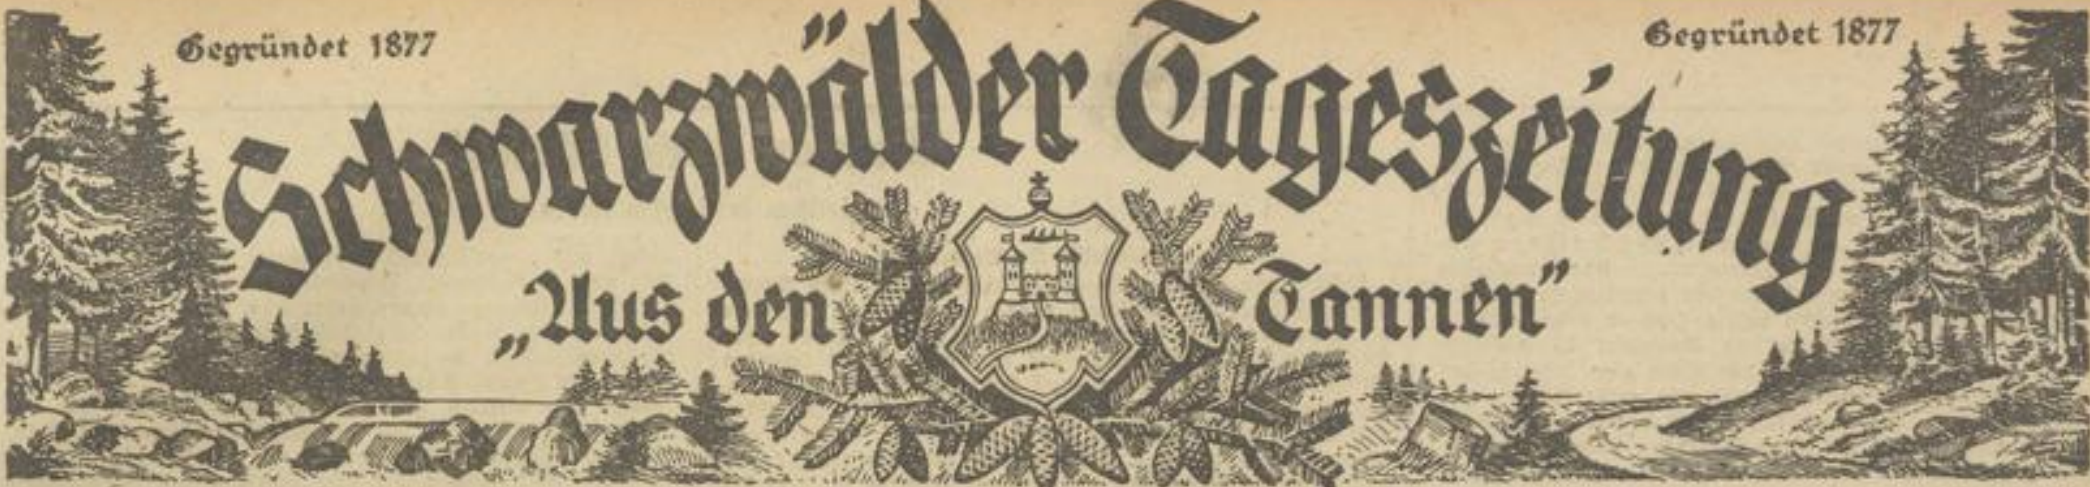 Gegründet 1877
Gegründet 1877
Schwarzwälder Tageszeitung
„Aus den Tannen"